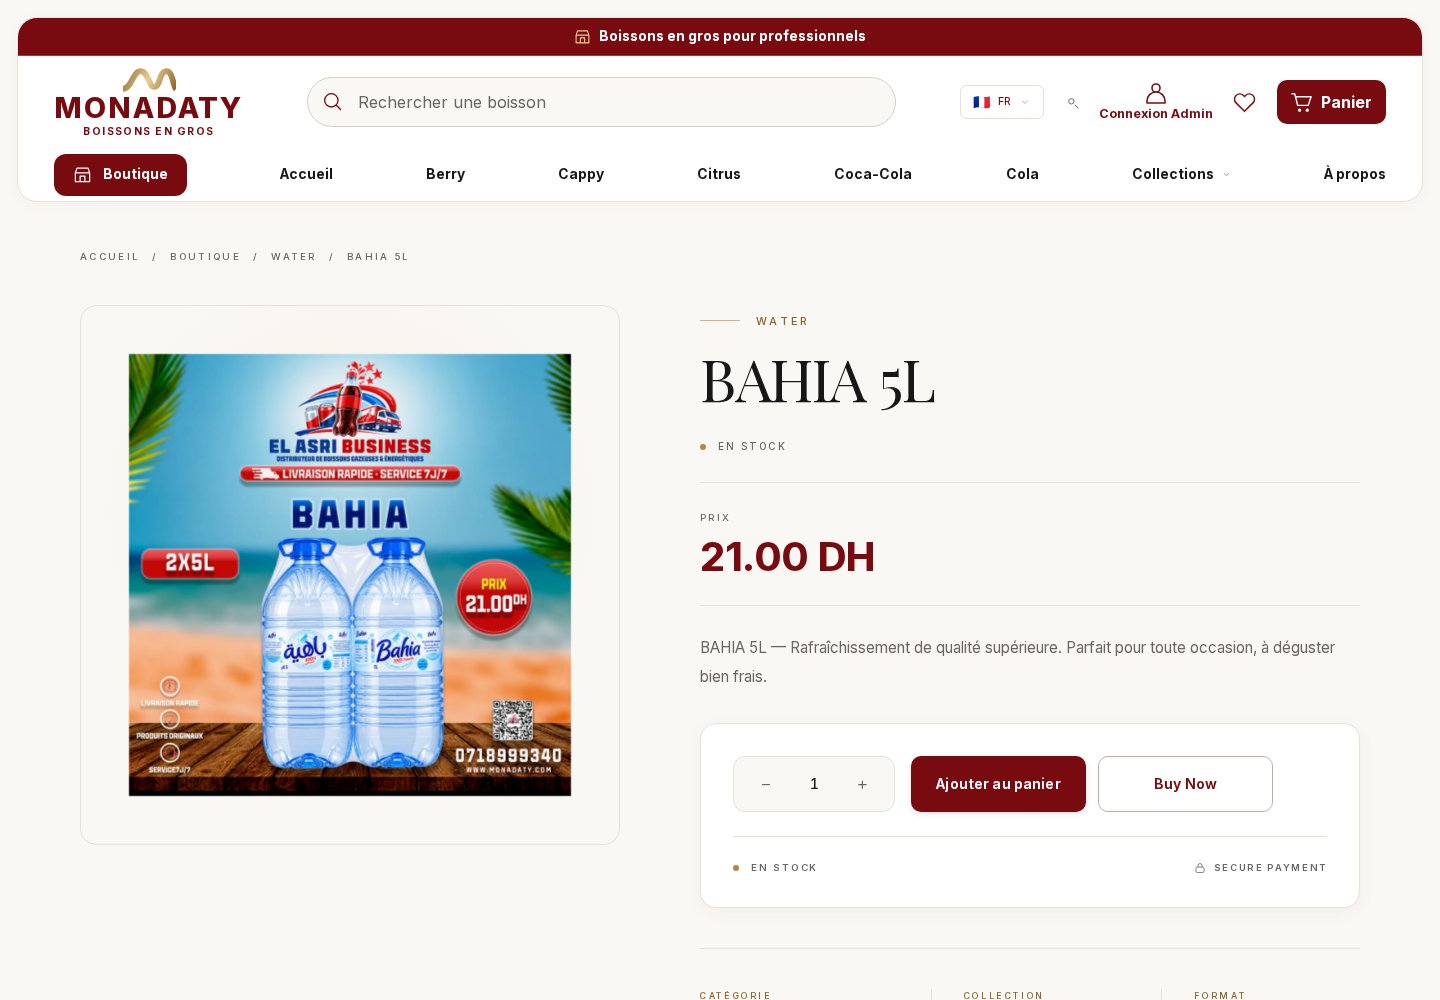 Boissons en gros pour professionnels
MONADATY
BOISSONS EN GROS
Rechercher une boisson
FR
Connexion Admin
Panier
Boutique
Accueil
Berry
Cappy
Citrus
Coca-Cola
Cola
Collections
À propos
ACCUEIL / BOUTIQUE / WATER / BAHIA 5L
EL ASRI BUSINESS
DISTRIBUTEUR DE BOISSONS GAZEUSES & ÉNERGÉTIQUES
LIVRAISON RAPIDE · SERVICE 7J/7
BAHIA
2X5L
PRIX
21.00DH
باهية
Bahia
LIVRAISON RAPIDE
PRODUITS ORIGINAUX
SERVICE7J/7
0718999340
WWW.MONADATY.COM
WATER
BAHIA 5L
EN STOCK
PRIX
21.00 DH
BAHIA 5L — Rafraîchissement de qualité supérieure. Parfait pour toute occasion, à déguster
bien frais.
− 1 +
Ajouter au panier
Buy Now
EN STOCK
SECURE PAYMENT
CATÉGORIE
COLLECTION
FORMAT